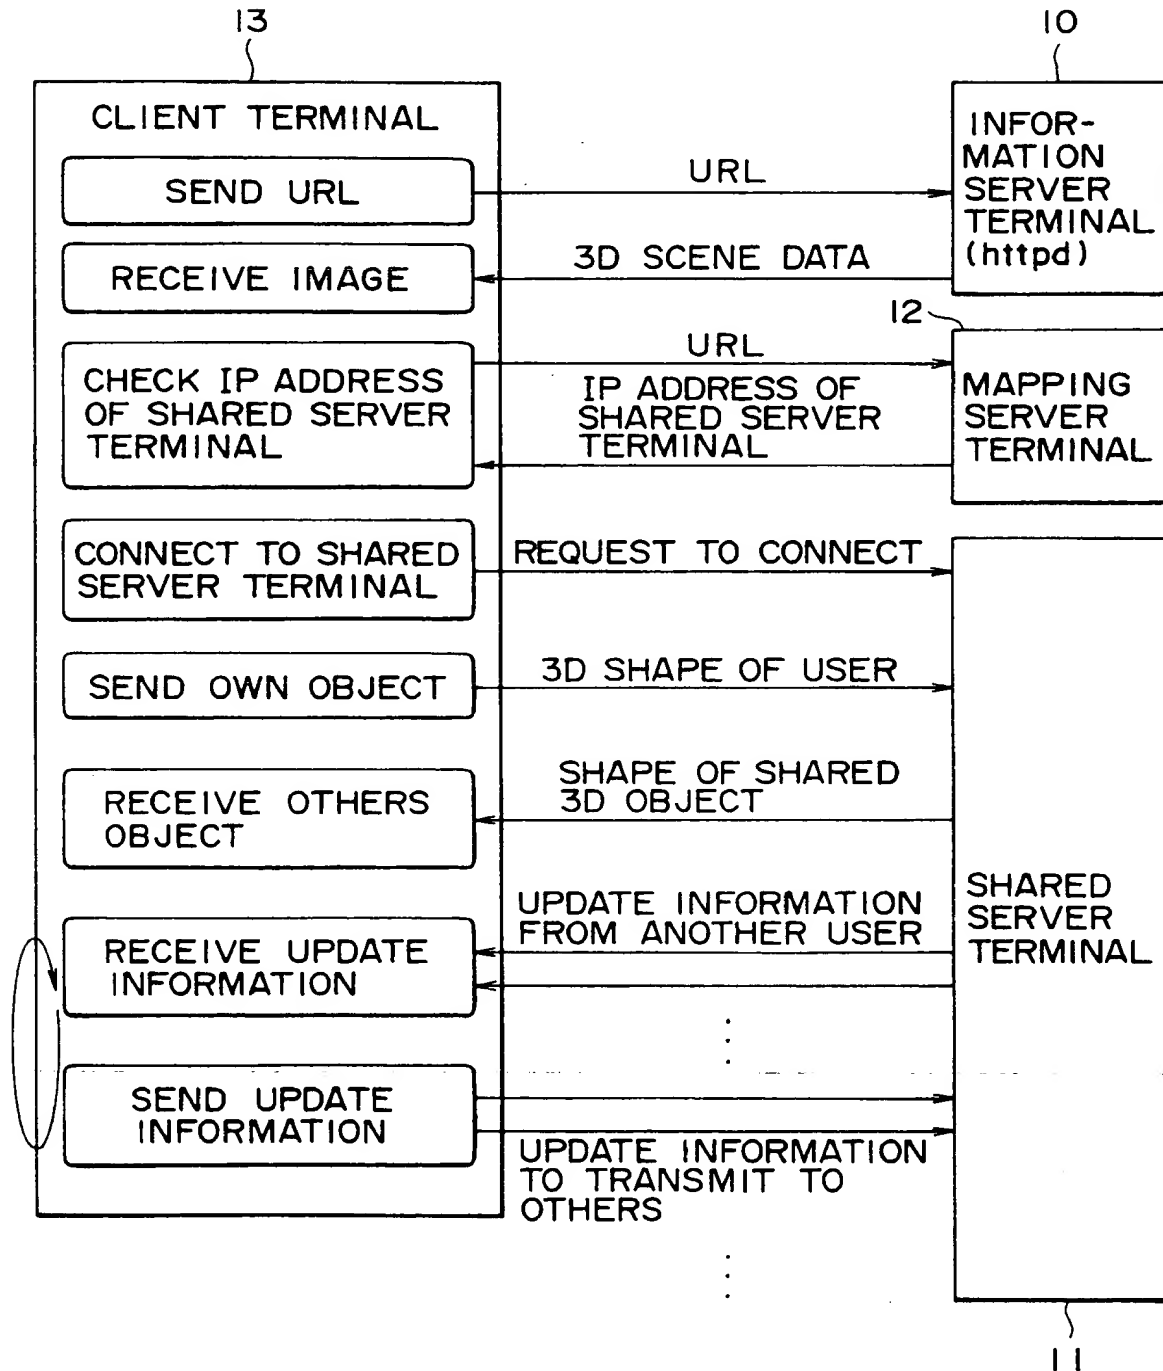 13
10
CLIENT TERMINAL
INFOR-
MATION
SERVER
TERMINAL
(httpd)
SEND URL
URL
RECEIVE IMAGE
3D SCENE DATA
12
CHECK IP ADDRESS
OF SHARED SERVER
TERMINAL
URL
IP ADDRESS OF
SHARED SERVER
TERMINAL
MAPPING
SERVER
TERMINAL
CONNECT TO SHARED
SERVER TERMINAL
REQUEST TO CONNECT
SEND OWN OBJECT
3D SHAPE OF USER
RECEIVE OTHERS
OBJECT
SHAPE OF SHARED
3D OBJECT
SHARED
SERVER
TERMINAL
RECEIVE UPDATE
INFORMATION
UPDATE INFORMATION
FROM ANOTHER USER
SEND UPDATE
INFORMATION
UPDATE INFORMATION
TO TRANSMIT TO
OTHERS
11